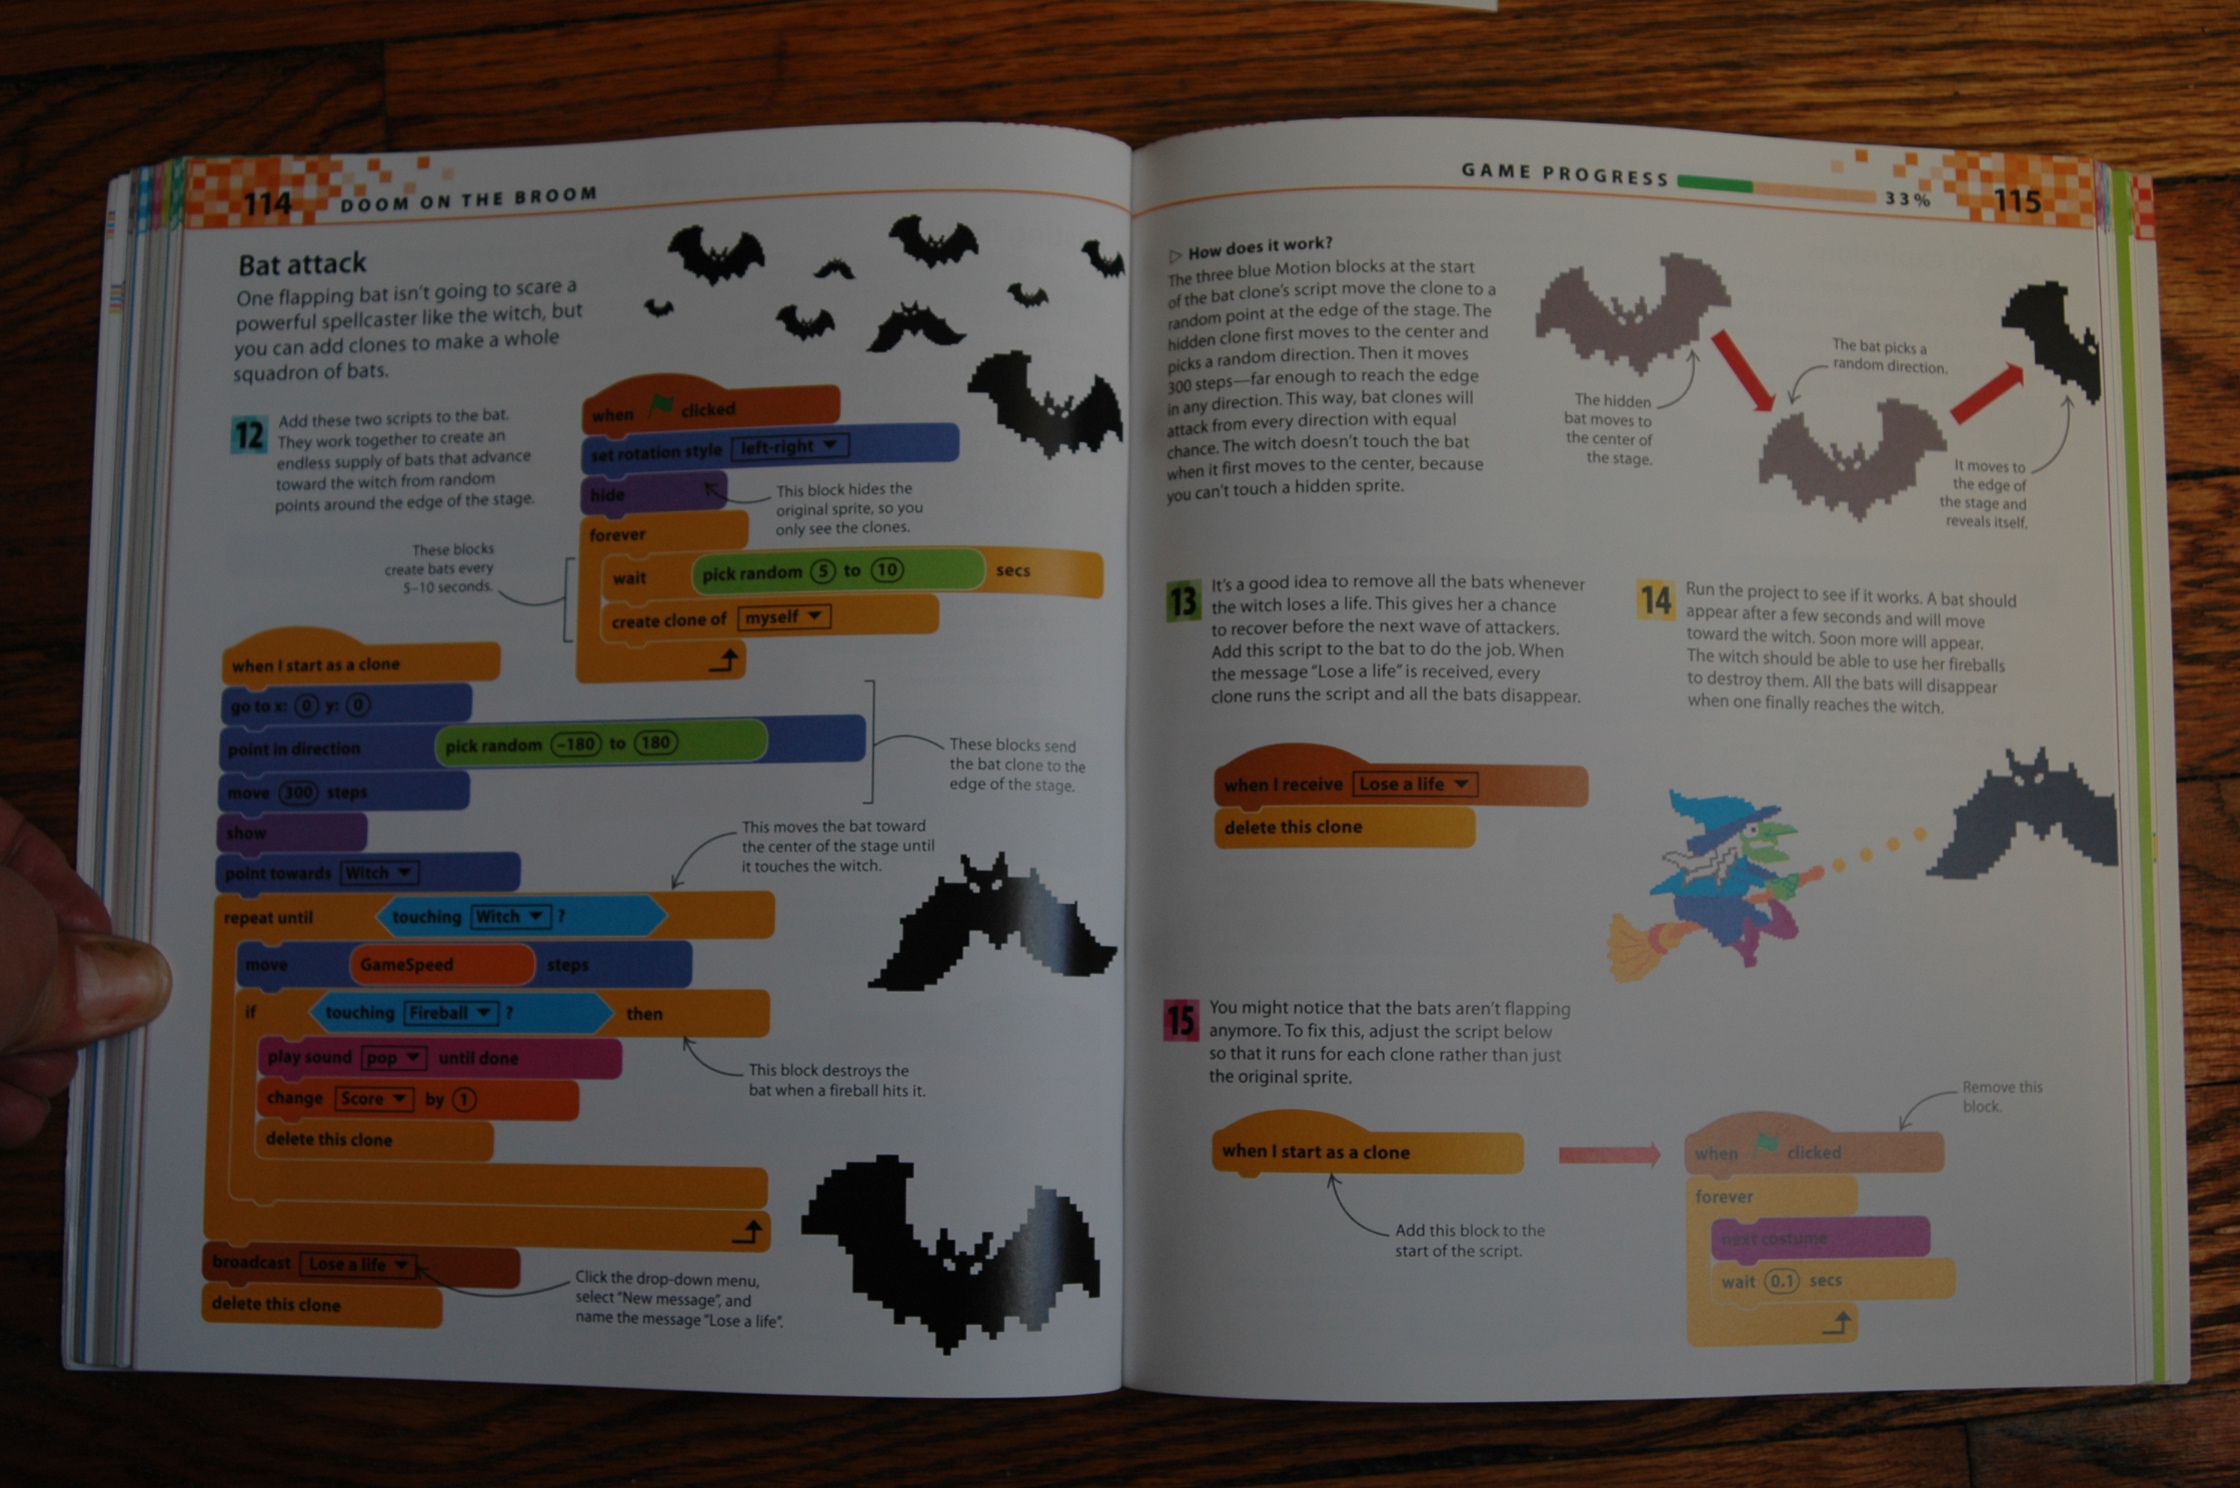 114 DOOM ON THE BROOM
Bat attack
One flapping bat isn't going to scare a
powerful spellcaster like the witch, but
you can add clones to make a whole
squadron of bats.
12
Add these two scripts to the bat.
They work together to create an
endless supply of bats that advance
toward the witch from random
points around the edge of the stage.
when clicked
set rotation style left-right
hide
This block hides the
original sprite, so you
only see the clones.
forever
wait pick random 5 to 10 secs
create clone of myself
These blocks
create bats every
5–10 seconds.
when I start as a clone
go to x: 0 y: 0
point in direction pick random -180 to 180
move 300 steps
These blocks send
the bat clone to the
edge of the stage.
show
point towards Witch
This moves the bat toward
the center of the stage until
it touches the witch.
repeat until touching Witch ?
move GameSpeed steps
if touching Fireball ? then
play sound pop until done
change Score by 1
delete this clone
This block destroys the
bat when a fireball hits it.
broadcast Lose a life
delete this clone
Click the drop-down menu,
select “New message”, and
name the message “Lose a life”.
GAME PROGRESS 33% 115
How does it work?
The three blue Motion blocks at the start
of the bat clone's script move the clone to a
random point at the edge of the stage. The
hidden clone first moves to the center and
picks a random direction. Then it moves
300 steps—far enough to reach the edge
in any direction. This way, bat clones will
attack from every direction with equal
chance. The witch doesn't touch the bat
when it first moves to the center, because
you can't touch a hidden sprite.
The hidden
bat moves to
the center of
the stage.
The bat picks a
random direction.
It moves to
the edge of
the stage and
reveals itself.
13
It's a good idea to remove all the bats whenever
the witch loses a life. This gives her a chance
to recover before the next wave of attackers.
Add this script to the bat to do the job. When
the message “Lose a life” is received, every
clone runs the script and all the bats disappear.
when I receive Lose a life
delete this clone
14
Run the project to see if it works. A bat should
appear after a few seconds and will move
toward the witch. Soon more will appear.
The witch should be able to use her fireballs
to destroy them. All the bats will disappear
when one finally reaches the witch.
15
You might notice that the bats aren't flapping
anymore. To fix this, adjust the script below
so that it runs for each clone rather than just
the original sprite.
when I start as a clone
Add this block to the
start of the script.
Remove this
block.
when clicked
forever
next costume
wait 0.1 secs